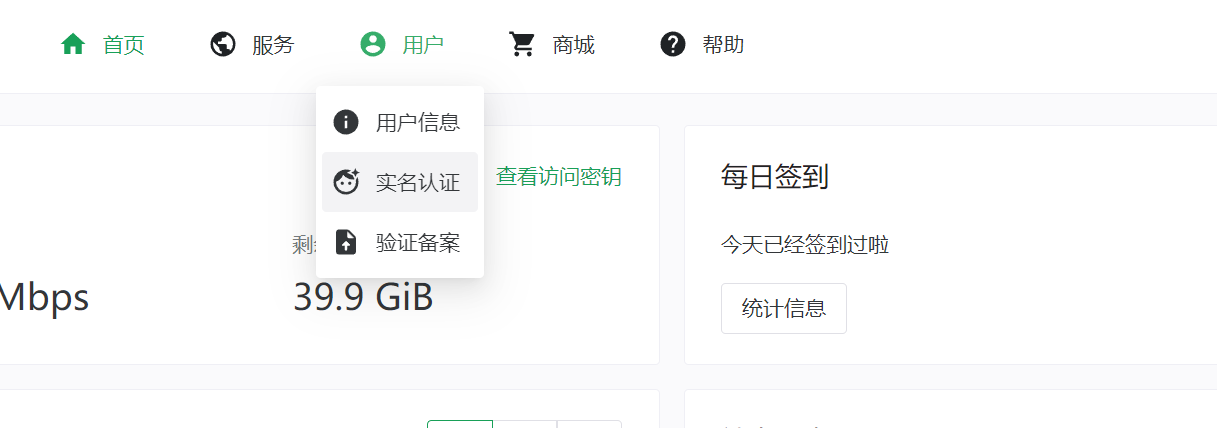 首页 服务 用户 商城 帮助
用户信息
实名认证
验证备案
查看访问密钥
Mbps
39.9 GiB
每日签到
今天已经签到过啦
统计信息